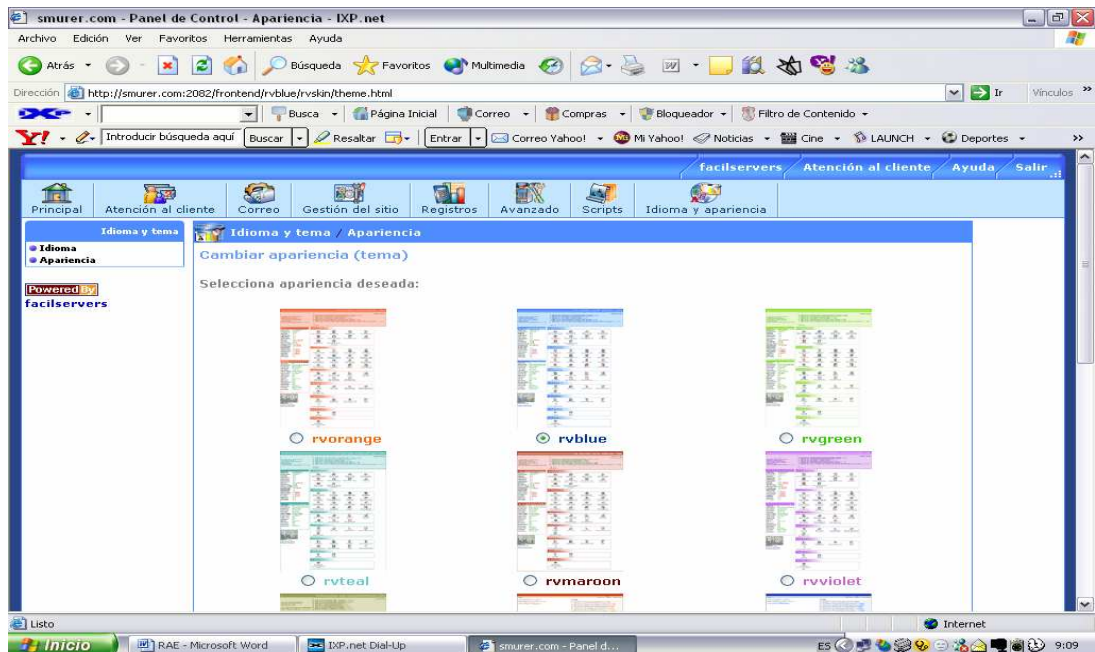 smurer.com - Panel de Control - Apariencia - IXP.net
Archivo Edición Ver Favoritos Herramientas Ayuda
Atrás Búsqueda Favoritos Multimedia
Dirección http://smurer.com:2082/frontend/rvblue/rvskin/theme.html Ir Vínculos »
Busca Página Inicial Correo Compras Bloqueador Filtro de Contenido
Y! Introducir búsqueda aquí Buscar Resaltar Entrar Correo Yahoo! Mi Yahoo! Noticias Cine LAUNCH Deportes »
facilservers Atención al cliente Ayuda Salir
Principal Atención al cliente Correo Gestión del sitio Registros Avanzado Scripts Idioma y apariencia
Idioma y tema
Idioma
Apariencia
Powered By
facilservers
Idioma y tema / Apariencia
Cambiar apariencia (tema)
Selecciona apariencia deseada:
rvorange rvblue rvgreen
rvteal rvmaroon rvviolet
Listo Internet
Inicio RAE - Microsoft Word IXP.net Dial-Up smurer.com - Panel d... ES 9:09